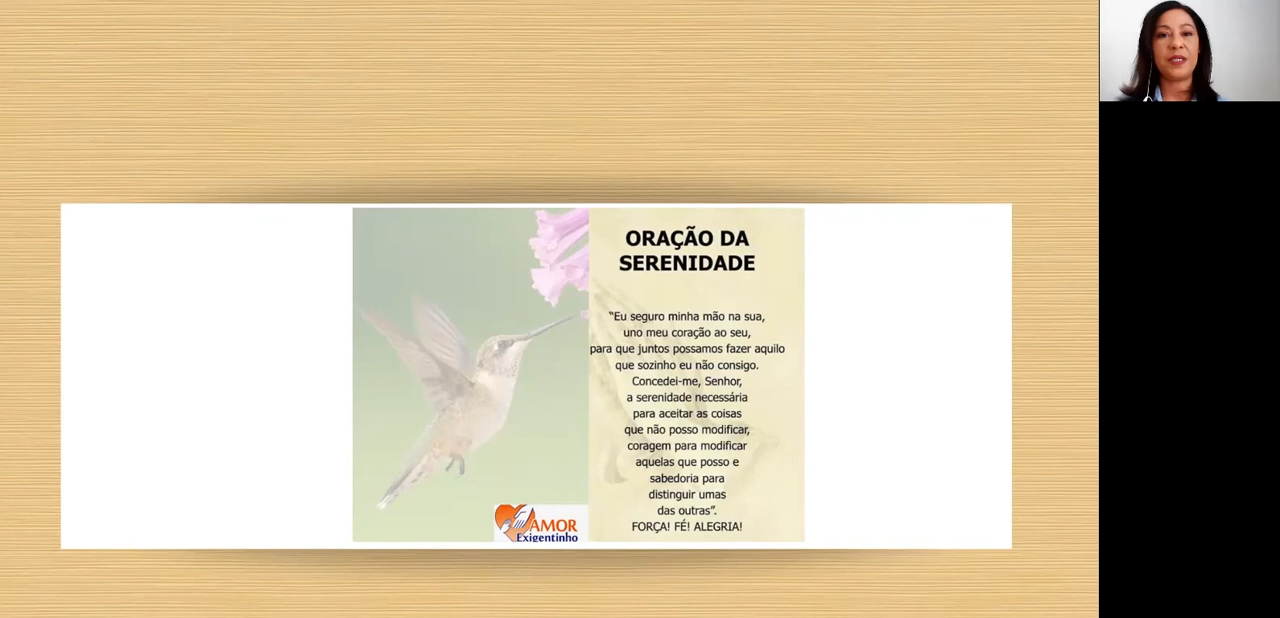 ORAÇÃO DA
SERENIDADE
“Eu seguro minha mão na sua,
uno meu coração ao seu,
para que juntos possamos fazer aquilo
que sozinho eu não consigo.
Concedei-me, Senhor,
a serenidade necessária
para aceitar as coisas
que não posso modificar,
coragem para modificar
aquelas que posso e
sabedoria para
distinguir umas
das outras”.
FORÇA! FÉ! ALEGRIA!
AMOR
Exigentinho